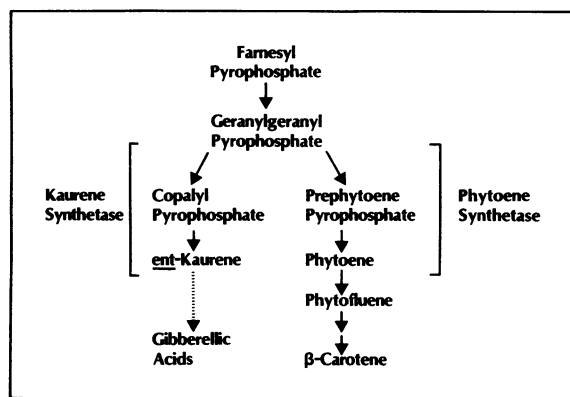 Farnesyl
Pyrophosphate
Geranylgeranyl
Pyrophosphate
Kaurene
Synthetase
Copalyl
Pyrophosphate
Prephytoene
Pyrophosphate
Phytoene
Synthetase
ent-Kaurene
Phytoene
Phytofluene
Gibberellic
Acids
β-Carotene